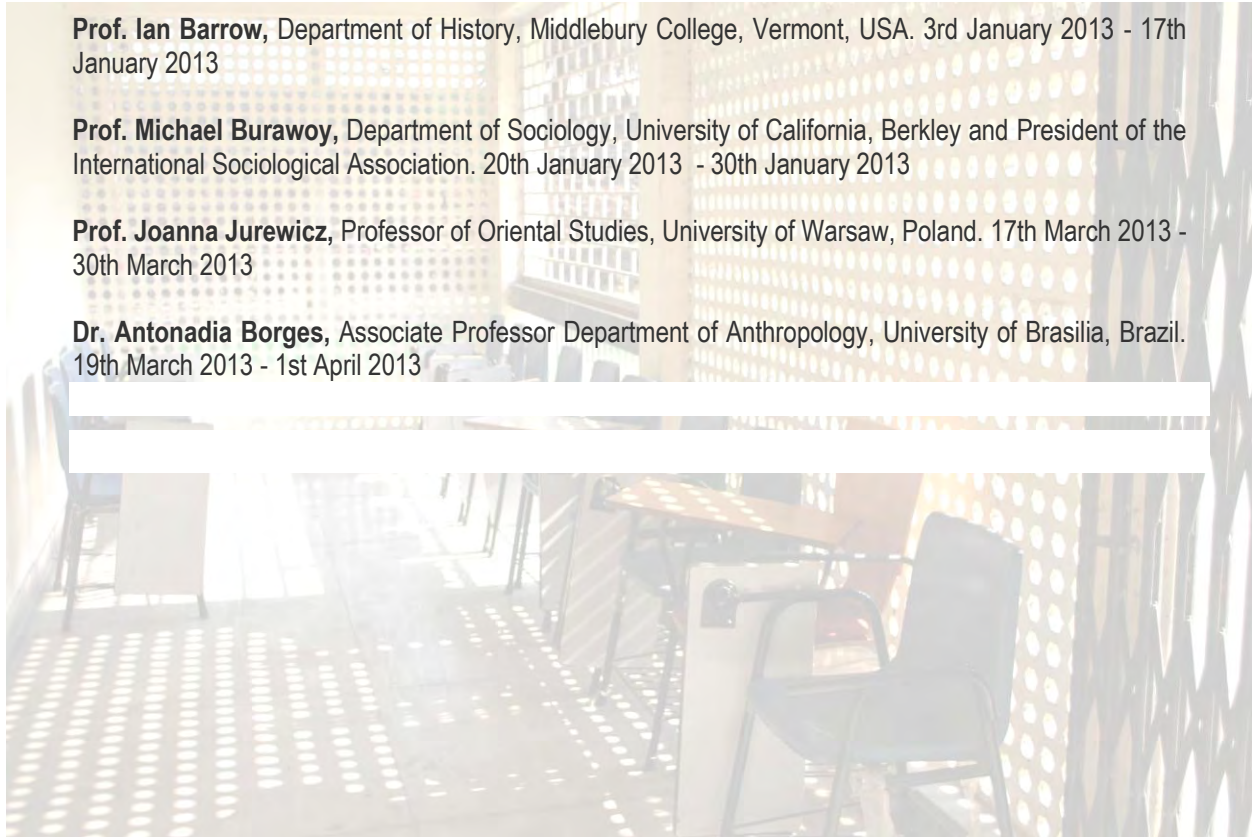 Prof. Ian Barrow, Department of History, Middlebury College, Vermont, USA. 3rd January 2013 - 17th
January 2013
Prof. Michael Burawoy, Department of Sociology, University of California, Berkley and President of the
International Sociological Association. 20th January 2013  - 30th January 2013
Prof. Joanna Jurewicz, Professor of Oriental Studies, University of Warsaw, Poland. 17th March 2013 -
30th March 2013
Dr. Antonadia Borges, Associate Professor Department of Anthropology, University of Brasilia, Brazil.
19th March 2013 - 1st April 2013